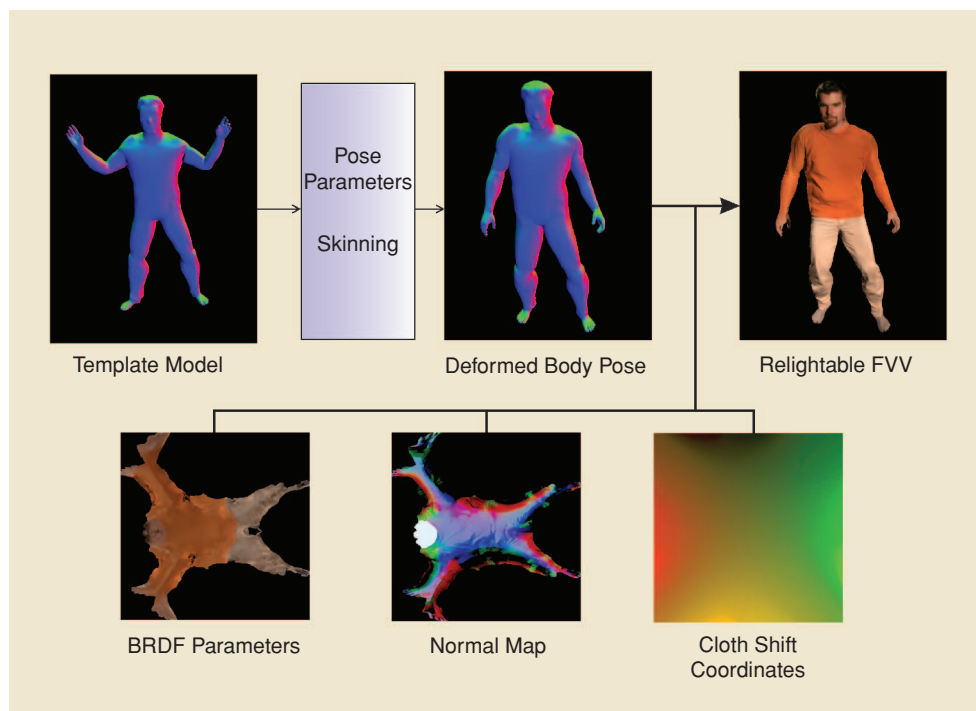 Pose
Parameters
Skinning
Template Model
Deformed Body Pose
Relightable FVV
BRDF Parameters
Normal Map
Cloth Shift
Coordinates